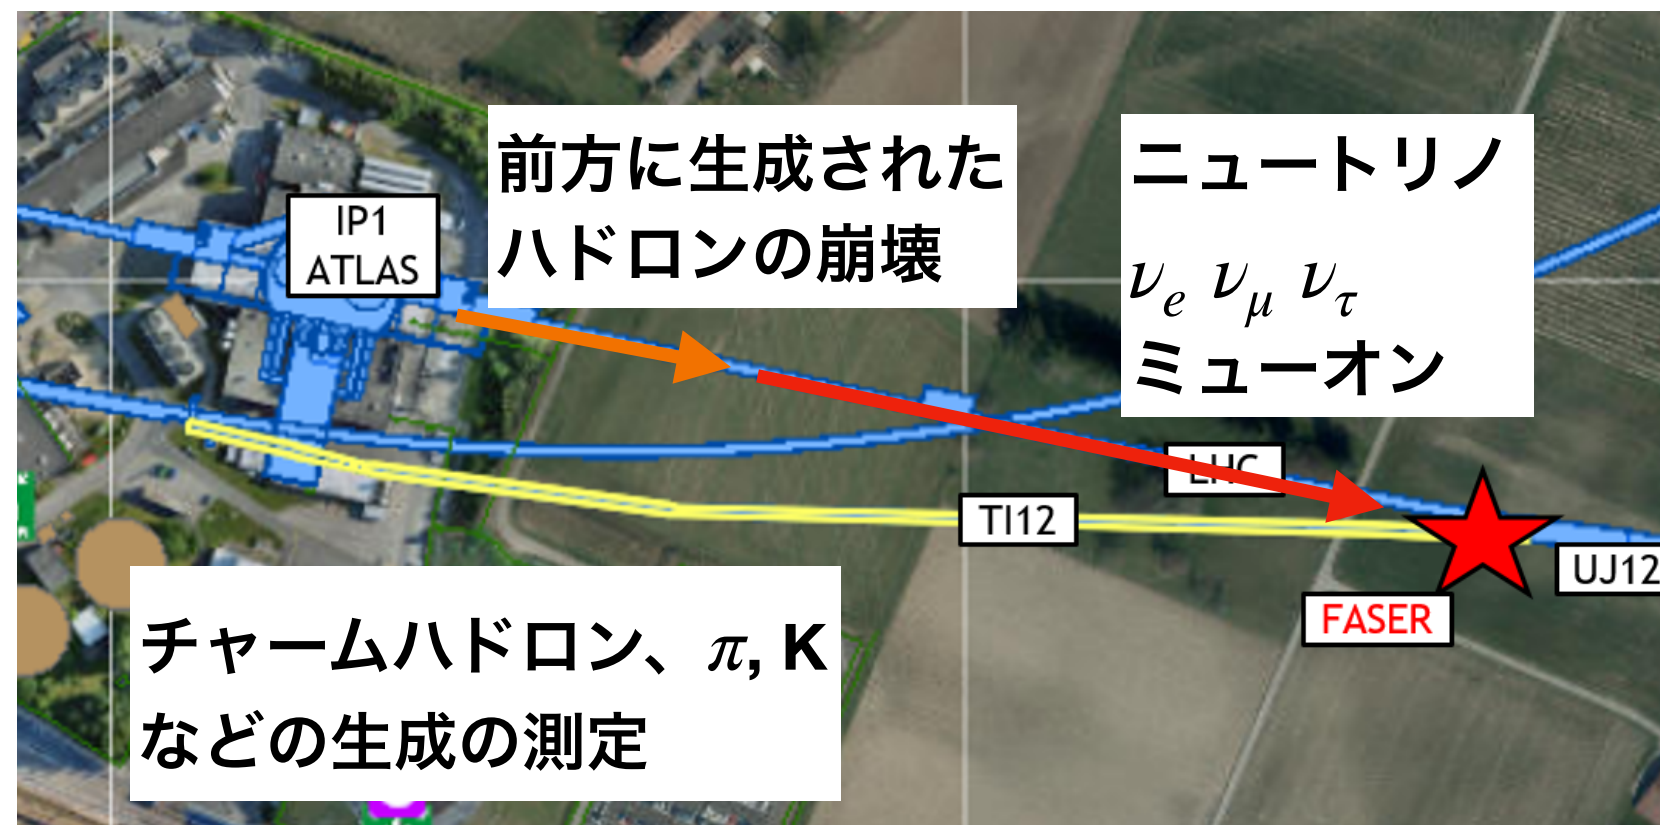 前方に生成された
ハドロンの崩壊
ニュートリノ
νe νμ ντ
ミューオン
IP1
ATLAS
LHC
TI12
UJ12
FASER
チャームハドロン、π, K
などの生成の測定